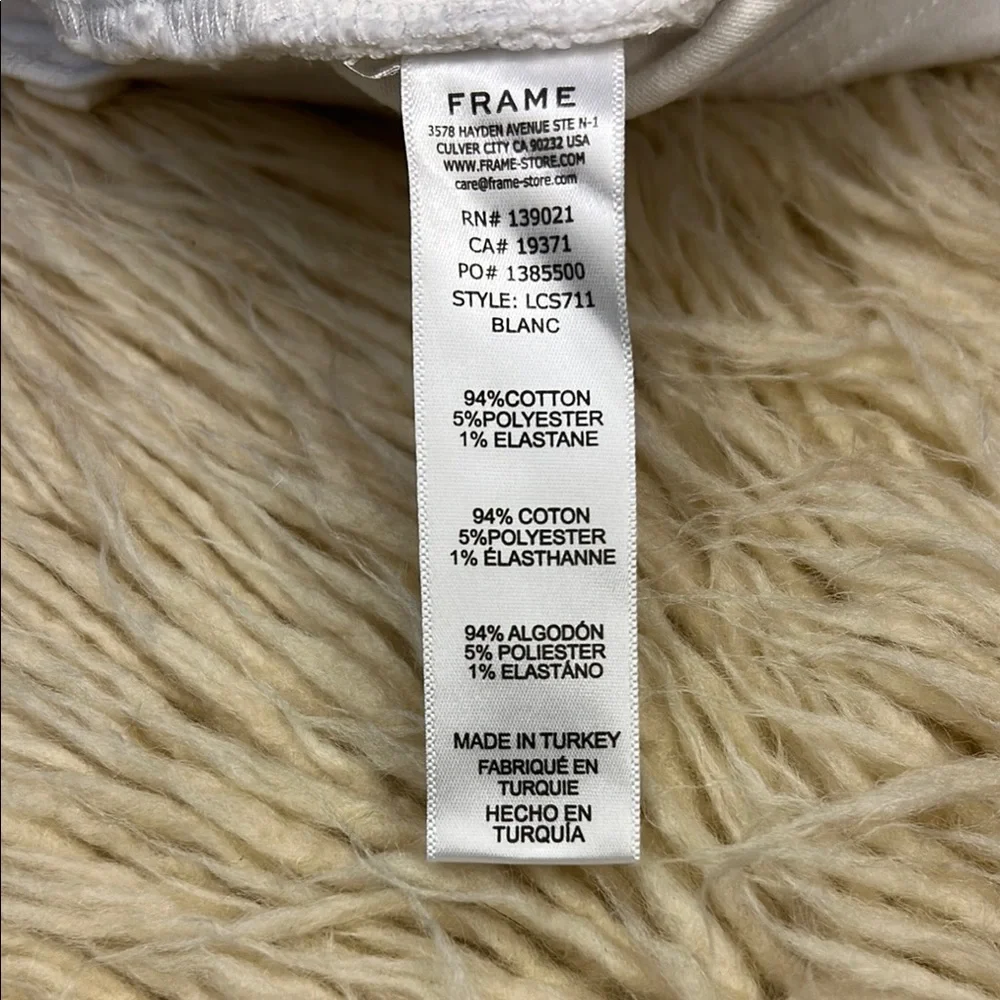 FRAME
3578 HAYDEN AVENUE STE N-1
CULVER CITY CA 90232 USA
WWW.FRAME-STORE.COM
care@frame-store.com
RN# 139021
CA# 19371
PO# 1385500
STYLE: LCS711
BLANC
94%COTTON
5%POLYESTER
1% ELASTANE
94% COTON
5%POLYESTER
1% ÉLASTHANNE
94% ALGODÓN
5% POLIESTER
1% ELASTÁNO
MADE IN TURKEY
FABRIQUÉ EN
TURQUIE
HECHO EN
TURQUÍA